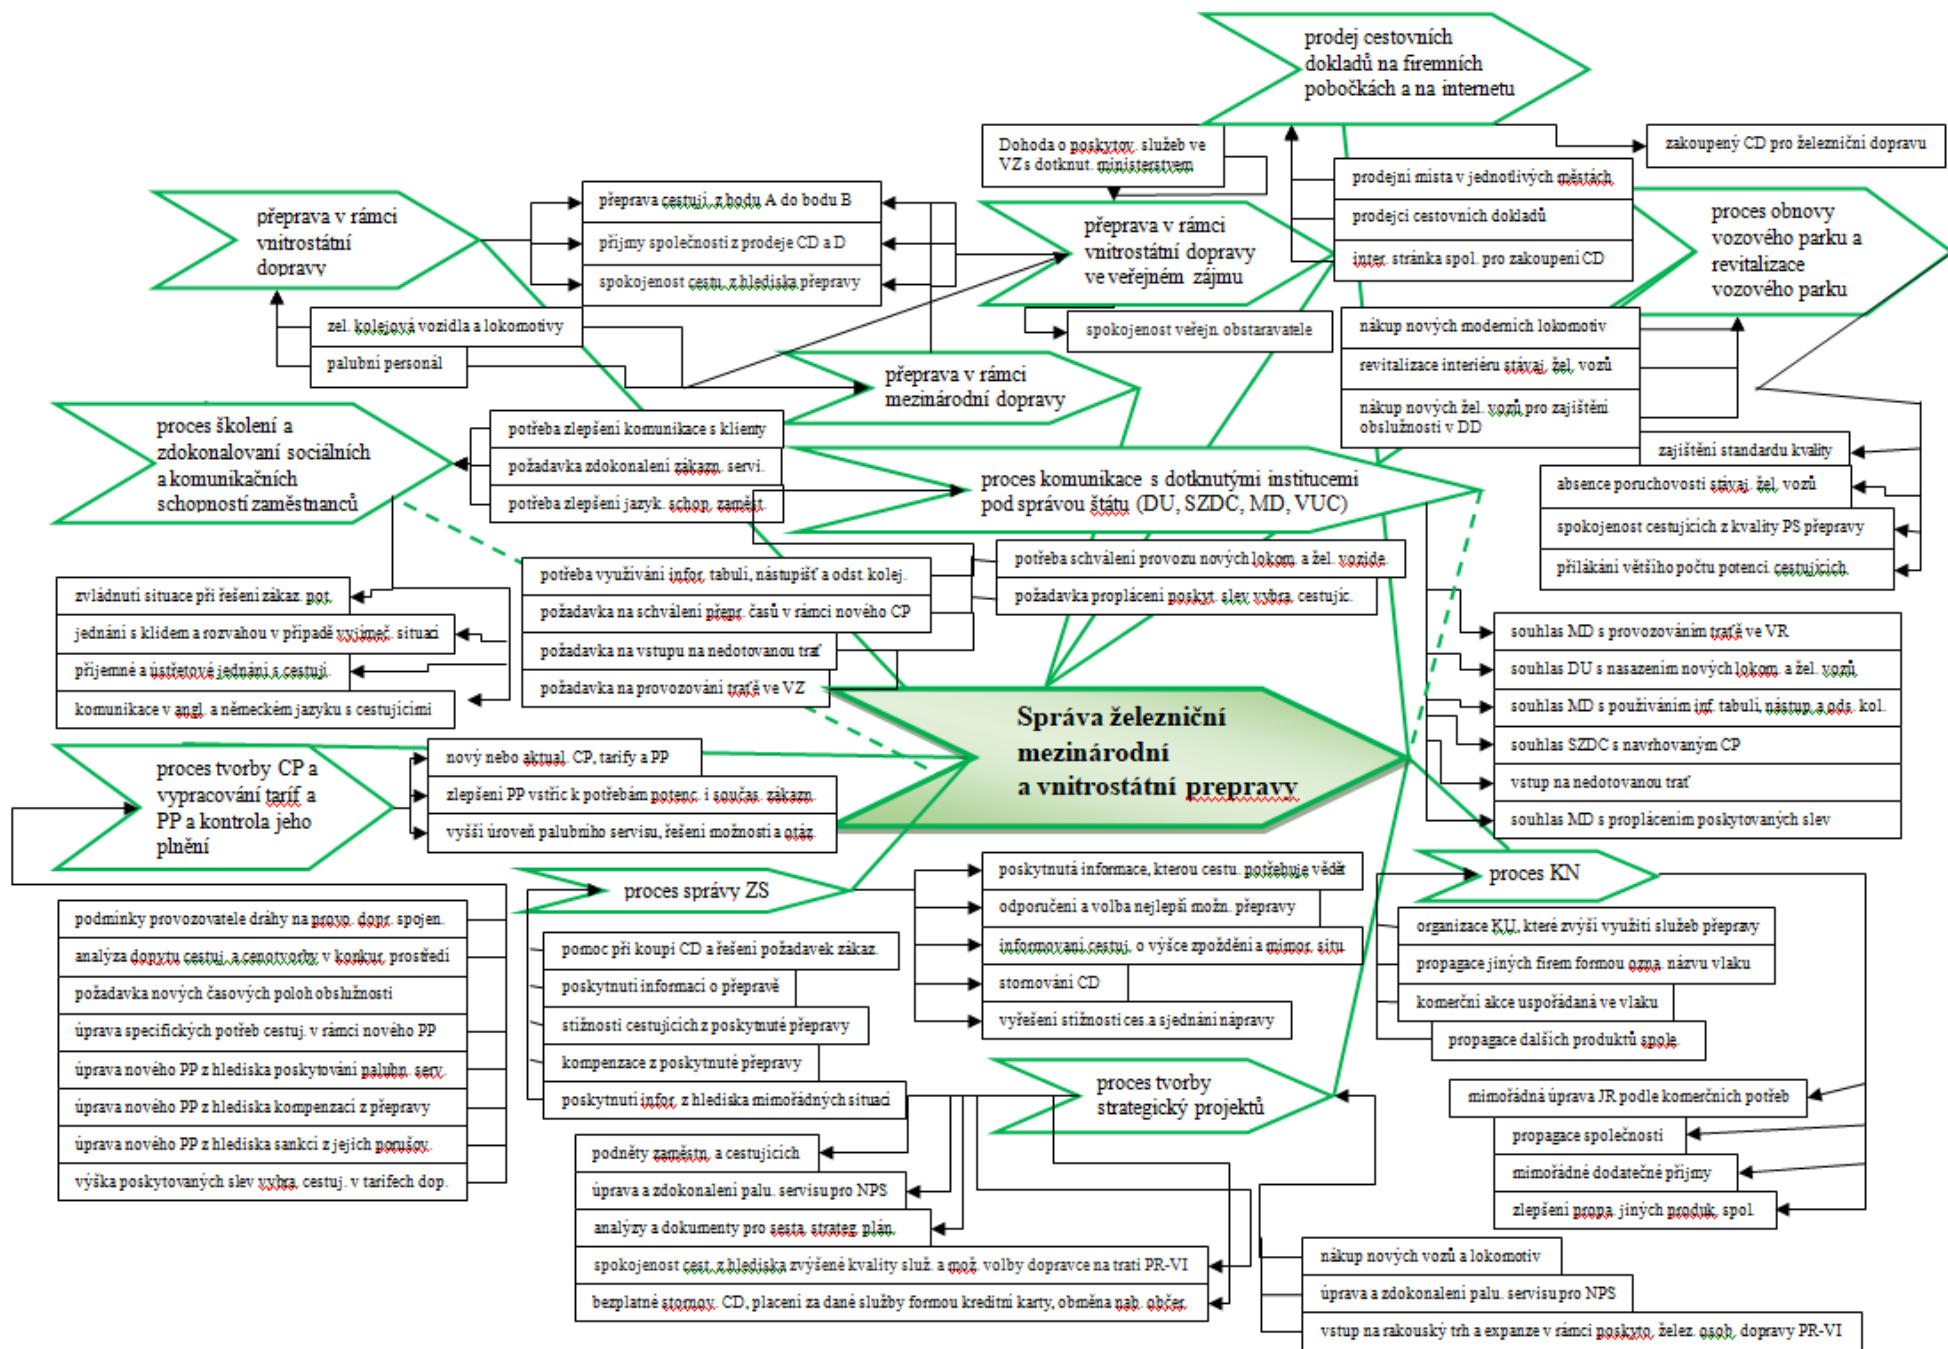 prodej cestovních
dokladů na firemních
pobočkách a na internetu
Dohoda o poskytov. služeb ve
VZ s dotknut. ministerstvem
zakoupený CD pro železniční dopravu
prodejní místa v jednotlivých městách
prodejci cestovních dokladů
inter. stránka spol. pro zakoupení CD
přeprava v rámci
vnitrostátní
dopravy
přeprava cestují. z bodu A do bodu B
příjmy společnosti z prodeje CD a D
spokojenost cestu. z hlediska přepravy
přeprava v rámci
vnitrostátní dopravy
ve veřejném zájmu
proces obnovy
vozového parku a
revitalizace
vozového parku
žel. kolejová vozidla a lokomotivy
palubní personál
spokojenost veřejn. obstaravatele
nákup nových moderních lokomotiv
revitalizace interiéru stávaj. žel. vozů
nákup nových žel. vozů pro zajištění
obslužnosti v DD
přeprava v rámci
mezinárodní dopravy
proces školení a
zdokonalovaní sociálních
a komunikačních
schopností zaměstnanců
potřeba zlepšení komunikace s klienty
požadavka zdokonalení zákazn. servi.
potřeba zlepšení jazyk. schop. zaměst.
proces komunikace s dotknutými institucemi
pod správou štátu (DU, SZDC, MD, VUC)
zajištění standardu kvality
absence poruchovosti stávaj. žel. vozů
spokojenost cestujících z kvality PS přepravy
přilákání většího počtu potenci. cestujících
potřeba schválení provozu nových lokom. a žel. vozide.
požadavka proplácení poskyt. slev vybra. cestujíc.
potřeba využívání infor. tabulí, nástupišť a odst. kolej.
požadavka na schválení přepr. časů v rámci nového CP
požadavka na vstupu na nedotovanou trať
požadavka na provozování tratě ve VZ
zvládnutí situace při řešení zákaz. pot.
jednání s klidem a rozvahou v případě vyjímeč. situací
příjemné a ústřetové jednání s cestují.
komunikace v angl. a německém jazyku s cestujícími
souhlas MD s provozováním tratě ve VR
souhlas DU s nasazením nových lokom. a žel. vozů
souhlas MD s používáním inf. tabulí, nástup. a ods. kol.
souhlas SZDC s navrhovaným CP
vstup na nedotovanou trať
souhlas MD s proplácením poskytovaných slev
Správa železniční
mezinárodní
a vnitrostátní prepravy
proces tvorby CP a
vypracování taríf a
PP a kontrola jeho
plnění
nový nebo aktual. CP, tarify a PP
zlepšení PP vstříc k potřebám potenc. i součas. zákazn.
vyšší úroveň palubního servisu, řešení možností a otáz.
proces správy ZS
poskytnutá informace, kterou cestu. potřebuje vědět
odporučení a volba nejlepší možn. přepravy
informovaní cestuj. o výšce zpoždění a mimor. situ.
stornování CD
vyřešení stížností ces.a sjednání nápravy
proces KN
organizace KU, které zvýší využití služeb přepravy
propagace jiných firem formou ozna. názvu vlaku
komerční akce uspořádaná ve vlaku
propagace dalších produktů spole.
podmínky provozovatele dráhy na provo. dopr. spojen.
analýza dopytu cestuj. a cenotvorby v konkur. prostředí
požadavka nových časových poloh obslužnosti
úprava specifických potřeb cestuj. v rámci nového PP
úprava nového PP z hlediska poskytování palubn. serv.
úprava nového PP z hlediska kompenzací z přepravy
úprava nového PP z hlediska sankcí z jejich porušov.
výška poskytovaných slev vybra. cestuj. v tarifech dop.
pomoc při koupi CD a řešení požadavek zákaz.
poskytnutí informací o přepravě
stížnosti cestujících z poskytnuté přepravy
kompenzace z poskytnuté přepravy
poskytnutí infor. z hlediska mimořádných situací
proces tvorby
strategický projektů
mimořádná úprava JR podle komerčních potřeb
propagace společnosti
mimořádné dodatečné příjmy
zlepšení propa. jiných produk. spol.
podněty zaměstn. a cestujících
úprava a zdokonalení palu. servisu pro NPS
analýzy a dokumenty pro sesta. strateg. plán.
spokojenost cest. z hlediska zvýšené kvality služ. a mož. volby dopravce na trati PR-VI
bezplatné stornov. CD, placení za dané služby formou kreditní karty, obměna nab. občer.
nákup nových vozů a lokomotiv
úprava a zdokonalení palu. servisu pro NPS
vstup na rakouský trh a expanze v rámci poskyto. želez. osob. dopravy PR-VI